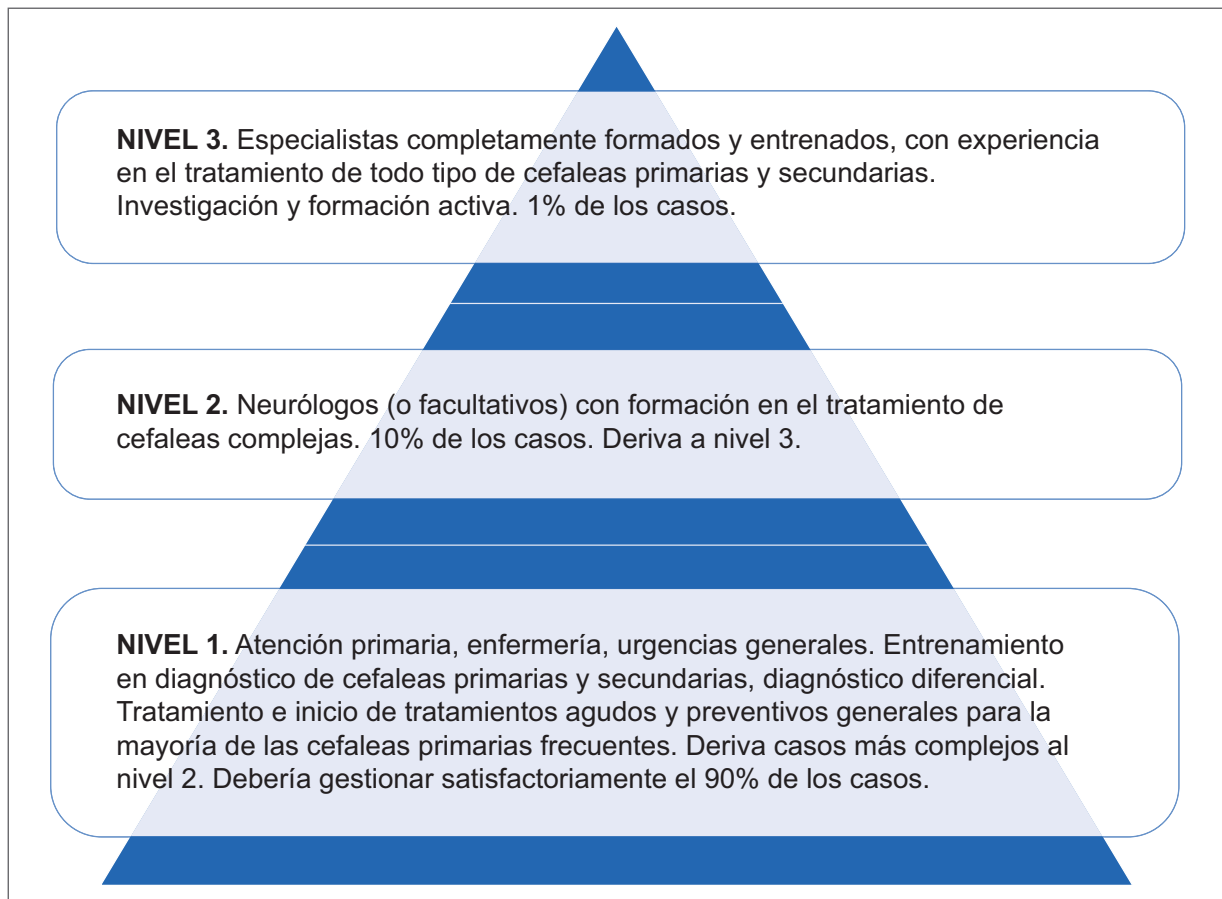 NIVEL 3. Especialistas completamente formados y entrenados, con experiencia
en el tratamiento de todo tipo de cefaleas primarias y secundarias.
Investigación y formación activa. 1% de los casos.
NIVEL 2. Neurólogos (o facultativos) con formación en el tratamiento de
cefaleas complejas. 10% de los casos. Deriva a nivel 3.
NIVEL 1. Atención primaria, enfermería, urgencias generales. Entrenamiento
en diagnóstico de cefaleas primarias y secundarias, diagnóstico diferencial.
Tratamiento e inicio de tratamientos agudos y preventivos generales para la
mayoría de las cefaleas primarias frecuentes. Deriva casos más complejos al
nivel 2. Debería gestionar satisfactoriamente el 90% de los casos.